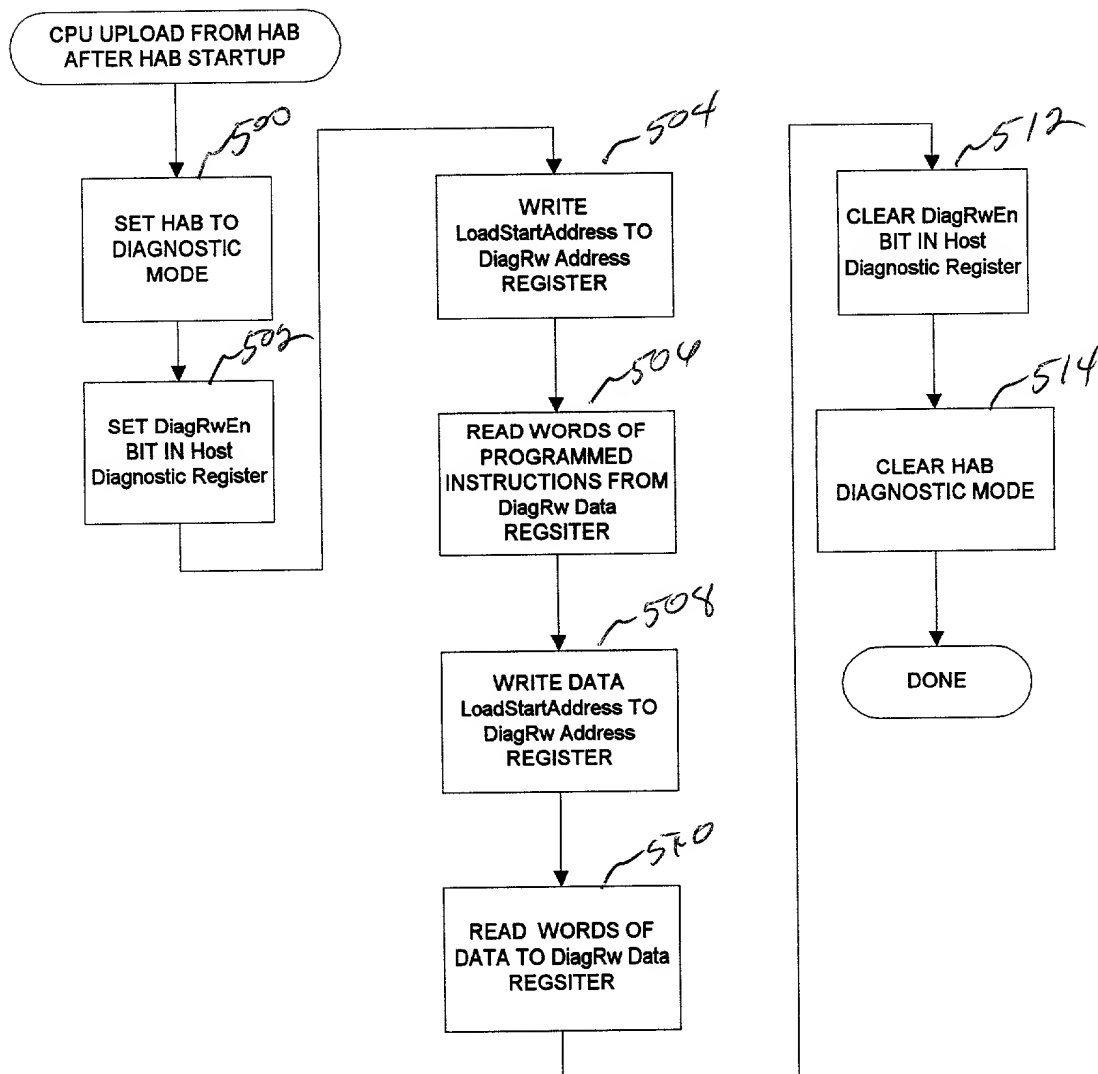 CPU UPLOAD FROM HAB
AFTER HAB STARTUP
500
SET HAB TO
DIAGNOSTIC
MODE
502
SET DiagRwEn
BIT IN Host
Diagnostic Register
504
WRITE
LoadStartAddress TO
DiagRw Address
REGISTER
506
READ WORDS OF
PROGRAMMED
INSTRUCTIONS FROM
DiagRw Data
REGSITER
508
WRITE DATA
LoadStartAddress TO
DiagRw Address
REGISTER
510
READ WORDS OF
DATA TO DiagRw Data
REGSITER
512
CLEAR DiagRwEn
BIT IN Host
Diagnostic Register
514
CLEAR HAB
DIAGNOSTIC MODE
DONE